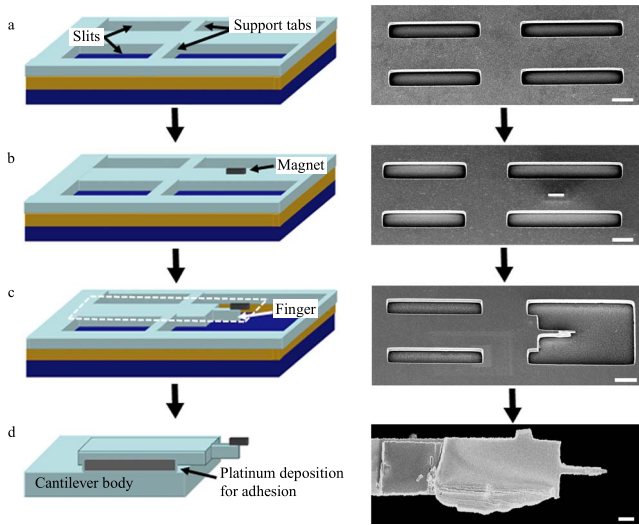 a
Slits
Support tabs
b
Magnet
c
Finger
d
Cantilever body
Platinum deposition
for adhesion